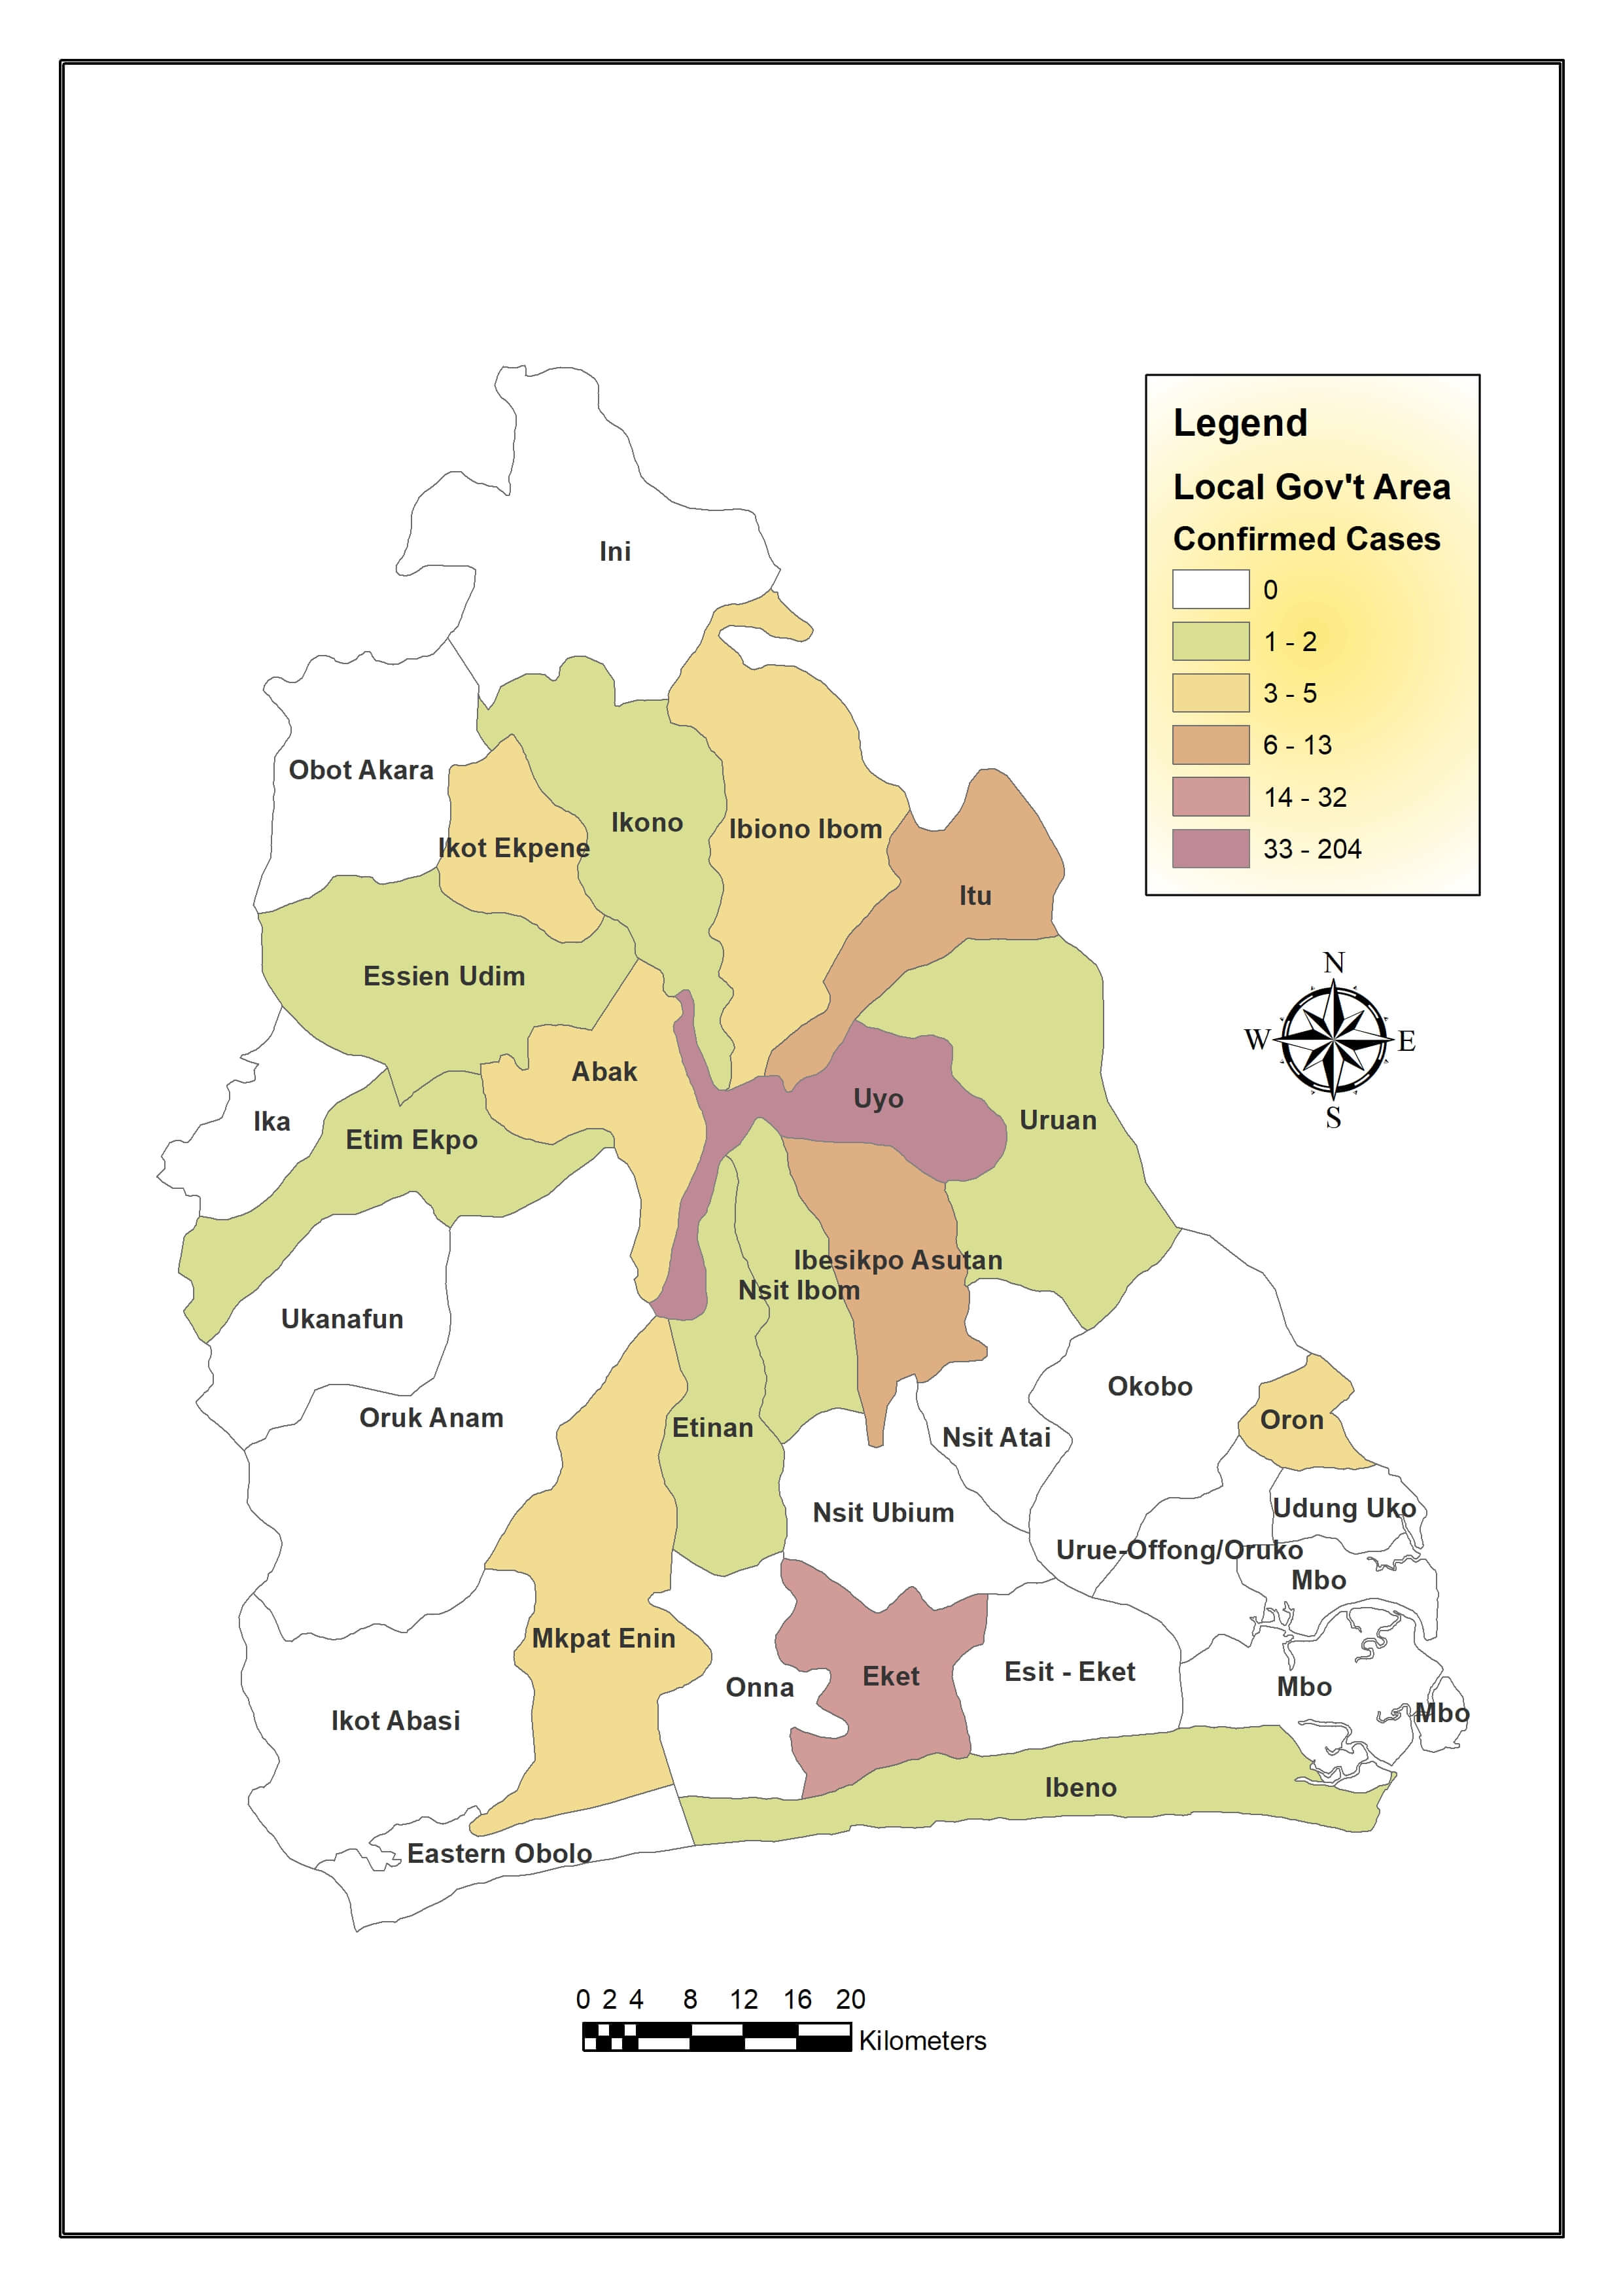 Legend
Local Gov't Area
Confirmed Cases
0
1 - 2
3 - 5
6 - 13
14 - 32
33 - 204
N
W
E
S
Ini
Obot Akara
Ikot Ekpene
Ikono
Ibiono Ibom
Itu
Essien Udim
Abak
Uyo
Uruan
Ika
Etim Ekpo
Ibesikpo Asutan
Nsit Ibom
Ukanafun
Oruk Anam
Etinan
Okobo
Oron
Nsit Atai
Nsit Ubium
Udung Uko
Urue-Offong/Oruko
Mbo
Mkpat Enin
Onna
Eket
Esit - Eket
Mbo
Mbo
Ikot Abasi
Ibeno
Eastern Obolo
0 2 4 8 12 16 20
Kilometers